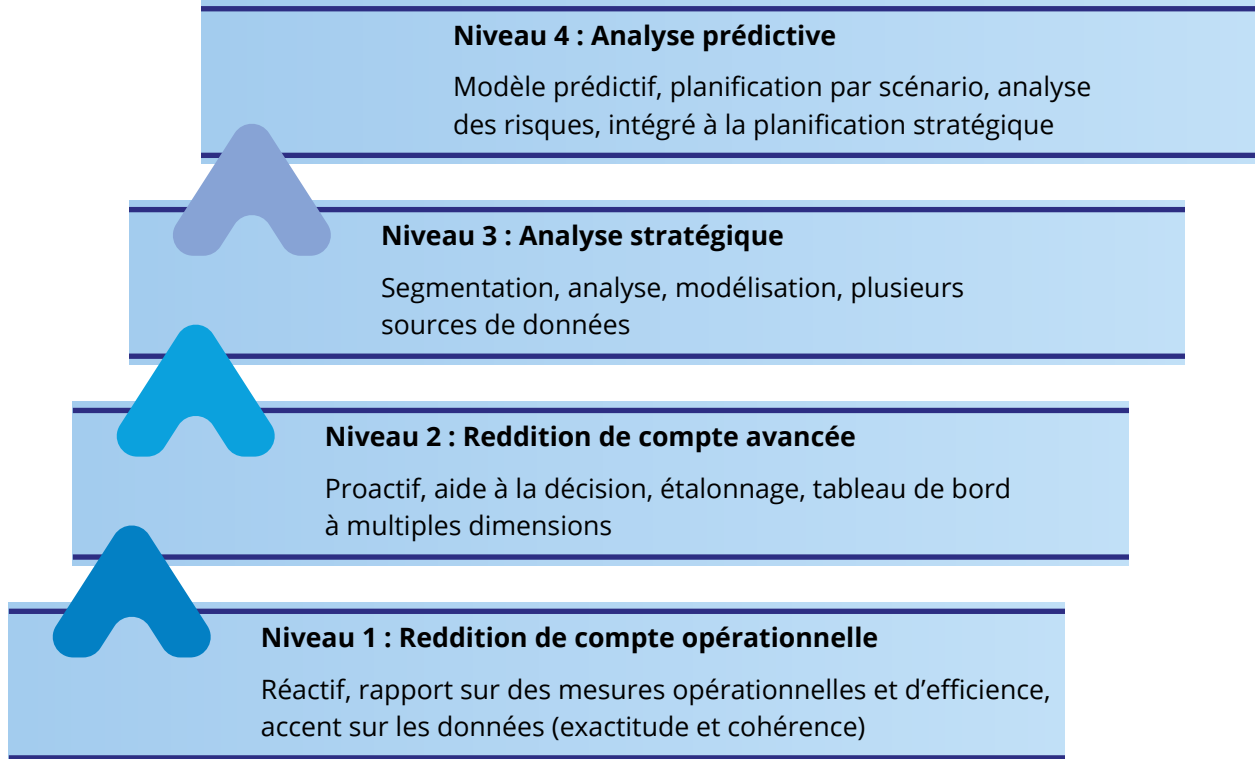 Niveau 4 : Analyse prédictive
Modèle prédictif, planification par scénario, analyse
des risques, intégré à la planification stratégique
Niveau 3 : Analyse stratégique
Segmentation, analyse, modélisation, plusieurs
sources de données
Niveau 2 : Reddition de compte avancée
Proactif, aide à la décision, étalonnage, tableau de bord
à multiples dimensions
Niveau 1 : Reddition de compte opérationnelle
Réactif, rapport sur des mesures opérationnelles et d’efficience,
accent sur les données (exactitude et cohérence)